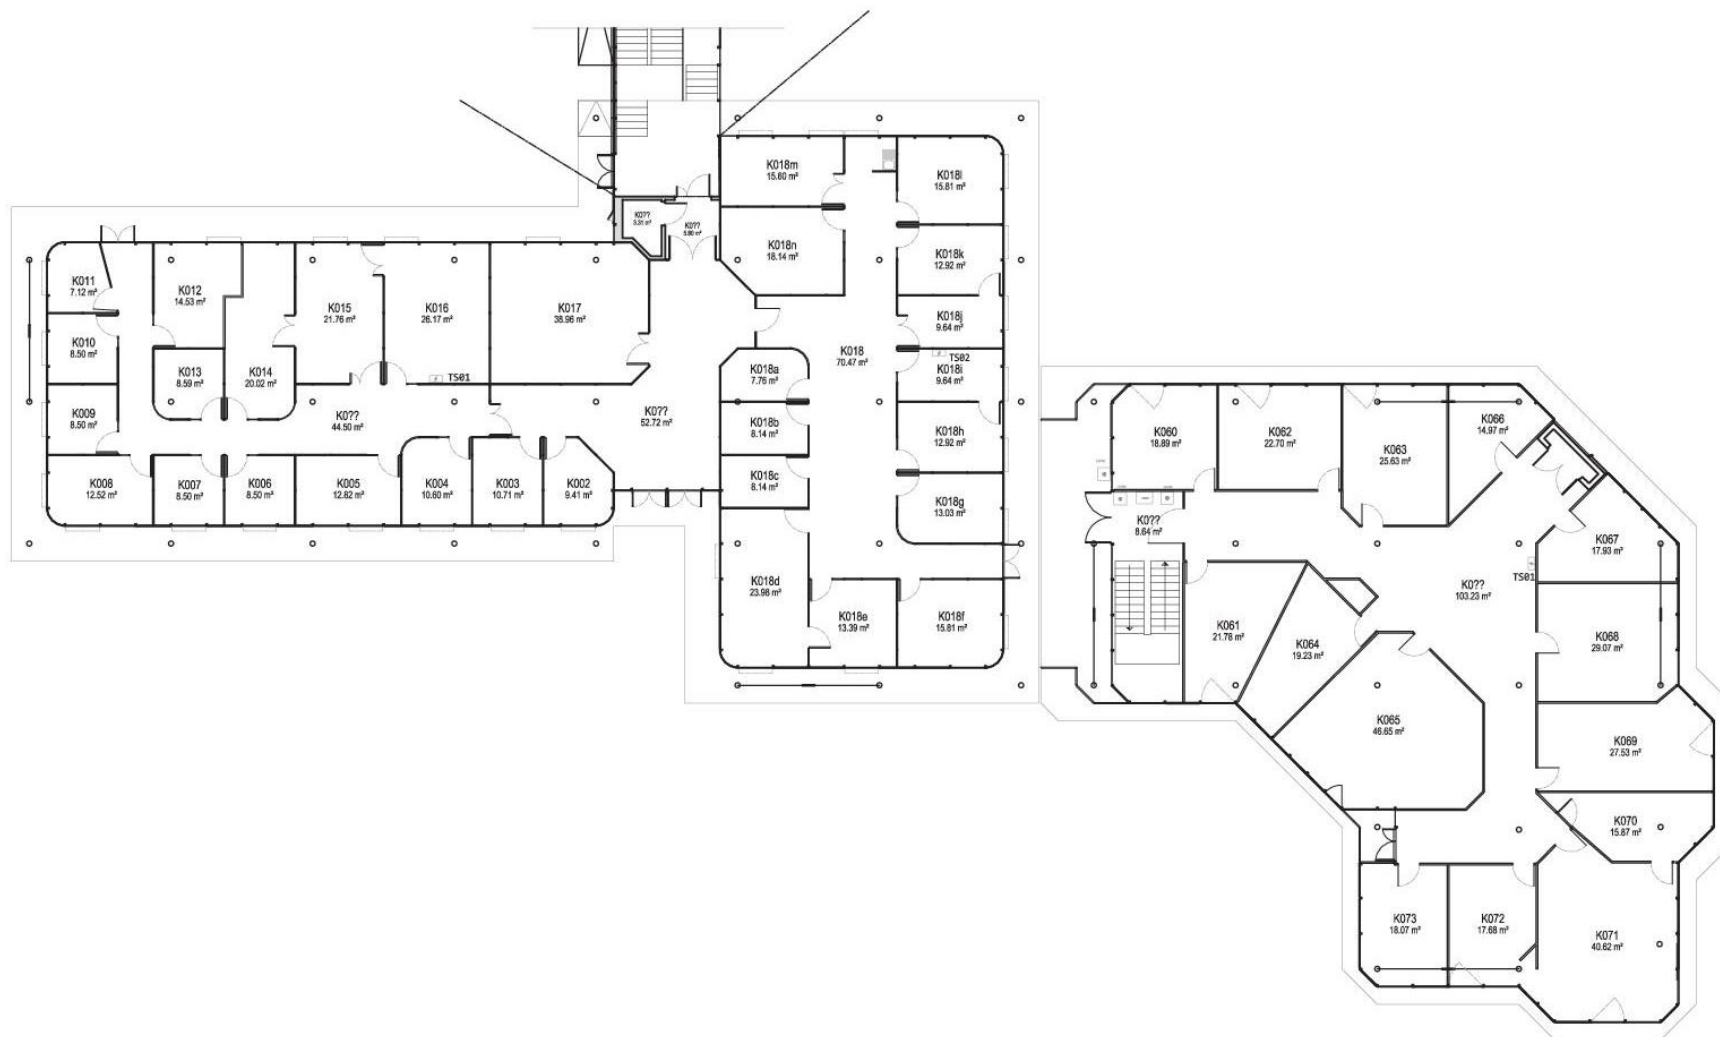 K018m
15.60 m²
K018l
15.81 m²
K0??
3.31 m²
K0??
5.80 m²
K018n
18.14 m²
K018k
12.92 m²
K011
7.12 m²
K012
14.53 m²
K015
21.76 m²
K016
26.17 m²
K017
38.96 m²
K018j
9.64 m²
K010
8.50 m²
K013
8.59 m²
K014
20.02 m²
TS01
K018
70.47 m²
TS02
K018i
9.64 m²
K018a
7.76 m²
K009
8.50 m²
K0??
44.50 m²
K0??
52.72 m²
K018b
8.14 m²
K018h
12.92 m²
K008
12.52 m²
K007
8.50 m²
K006
8.50 m²
K005
12.82 m²
K004
10.60 m²
K003
10.71 m²
K002
9.41 m²
K018c
8.14 m²
K018g
13.03 m²
K018d
23.98 m²
K018e
13.39 m²
K018f
15.81 m²
K060
18.89 m²
K062
22.70 m²
K063
25.63 m²
K066
14.97 m²
K0??
8.64 m²
K067
17.93 m²
TS01
K0??
103.23 m²
K061
21.78 m²
K064
19.23 m²
K068
29.07 m²
K065
46.65 m²
K069
27.53 m²
K070
15.87 m²
K073
18.07 m²
K072
17.68 m²
K071
40.62 m²